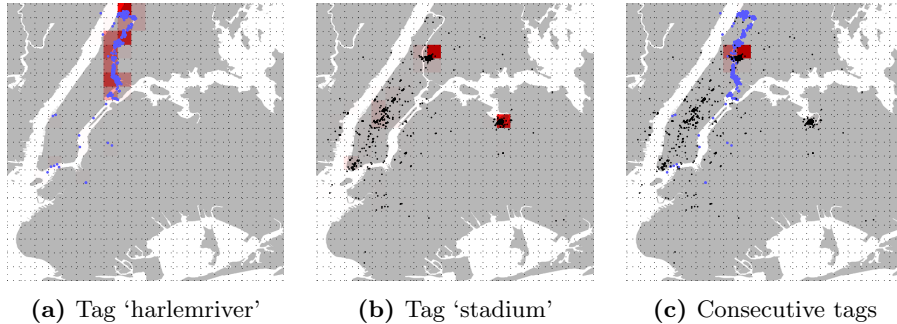 (a) Tag ‘harlemriver’
(b) Tag ‘stadium’
(c) Consecutive tags